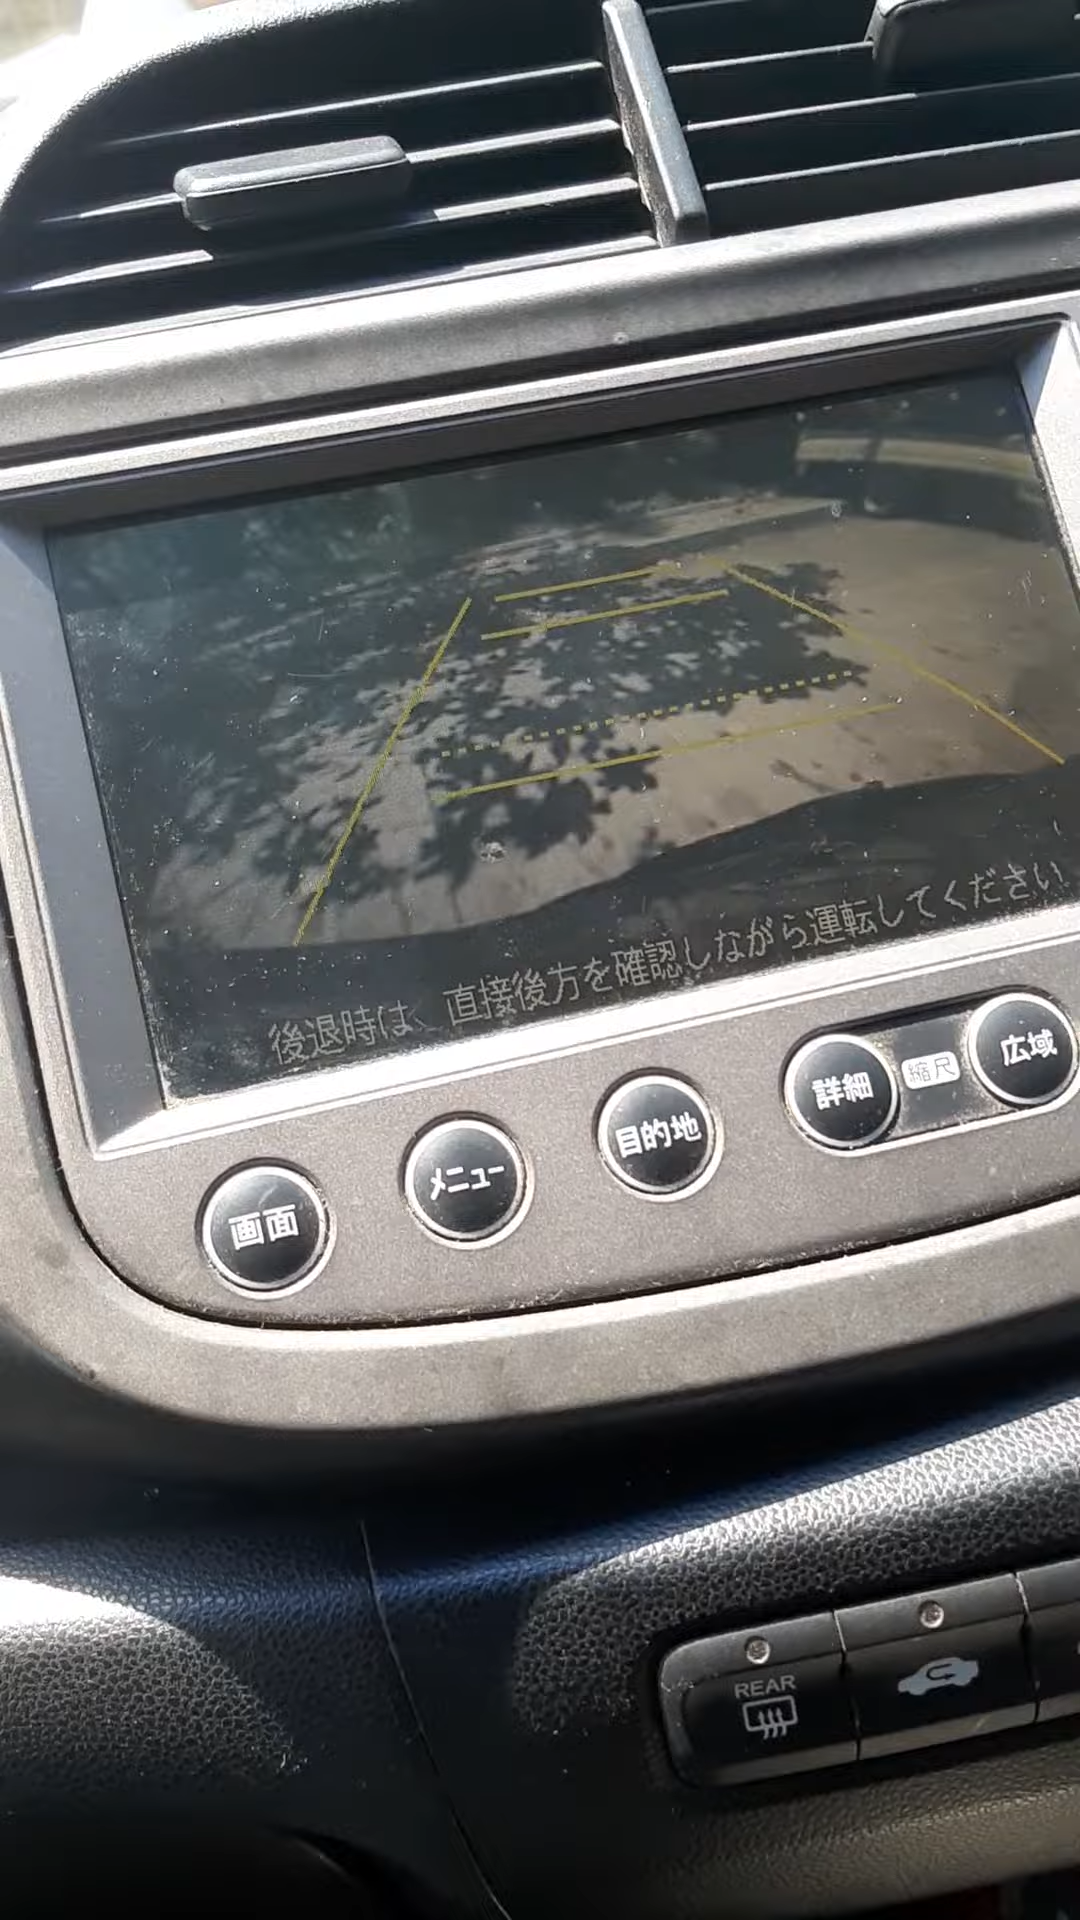 後退時は、直接後方を確認しながら運転してください
画面
メニュー
目的地
詳細
縮尺
広域
REAR